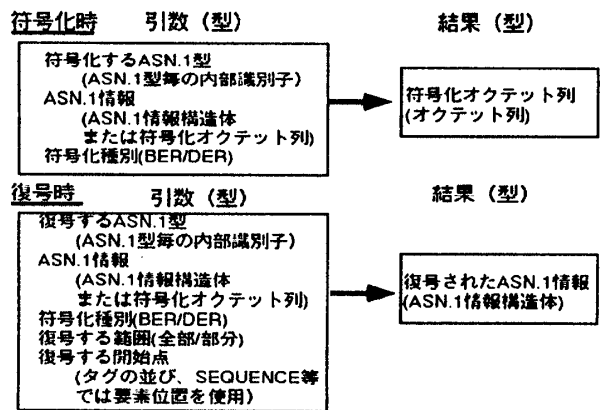 符号化時 引数（型） 結果（型）
符号化するASN.1型
(ASN.1型毎の内部識別子)
ASN.1情報
(ASN.1情報構造体
または符号化オクテット列)
符号化種別(BER/DER)
符号化オクテット列
(オクテット列)
復号時 引数（型） 結果（型）
復号するASN.1型
(ASN.1型毎の内部識別子)
ASN.1情報
(ASN.1情報構造体
または符号化オクテット列)
符号化種別(BER/DER)
復号する範囲(全部/部分)
復号する開始点
(タグの並び、SEQUENCE等
では要素位置を使用)
復号されたASN.1情報
(ASN.1情報構造体)